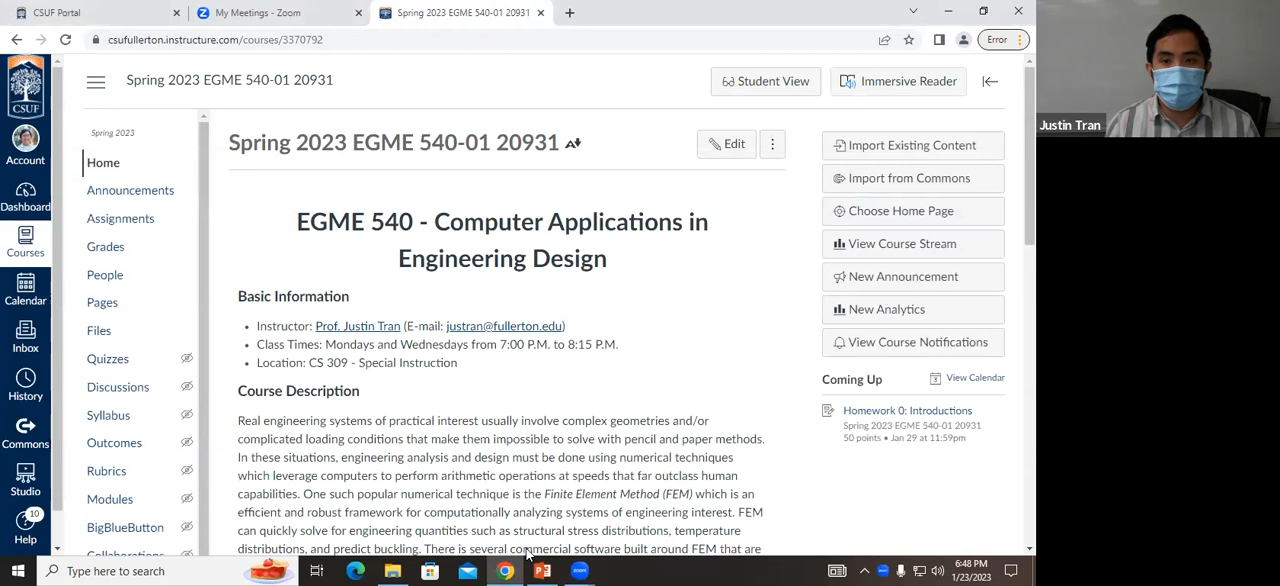 CSUF Portal
My Meetings - Zoom
Spring 2023 EGME 540-01 20931
csufullerton.instructure.com/courses/3370792
Error
Justin Tran
CSUF
Account
Dashboard
Courses
Calendar
Inbox
History
Commons
Studio
10
Help
Spring 2023 EGME 540-01 20931
Student View
Immersive Reader
Spring 2023
Home
Announcements
Assignments
Grades
People
Pages
Files
Quizzes
Discussions
Syllabus
Outcomes
Rubrics
Modules
BigBlueButton
Collaborations
Spring 2023 EGME 540-01 20931
Edit
EGME 540 - Computer Applications in
Engineering Design
Basic Information
• Instructor: Prof. Justin Tran (E-mail: justran@fullerton.edu)
• Class Times: Mondays and Wednesdays from 7:00 P.M. to 8:15 P.M.
• Location: CS 309 - Special Instruction
Course Description
Real engineering systems of practical interest usually involve complex geometries and/or
complicated loading conditions that make them impossible to solve with pencil and paper methods.
In these situations, engineering analysis and design must be done using numerical techniques
which leverage computers to perform arithmetic operations at speeds that far outclass human
capabilities. One such popular numerical technique is the Finite Element Method (FEM) which is an
efficient and robust framework for computationally analyzing systems of engineering interest. FEM
can quickly solve for engineering quantities such as structural stress distributions, temperature
distributions, and predict buckling. There is several commercial software built around FEM that are
Import Existing Content
Import from Commons
Choose Home Page
View Course Stream
New Announcement
New Analytics
View Course Notifications
Coming Up
View Calendar
Homework 0: Introductions
Spring 2023 EGME 540-01 20931
50 points • Jan 29 at 11:59pm
Type here to search
6:48 PM
1/23/2023